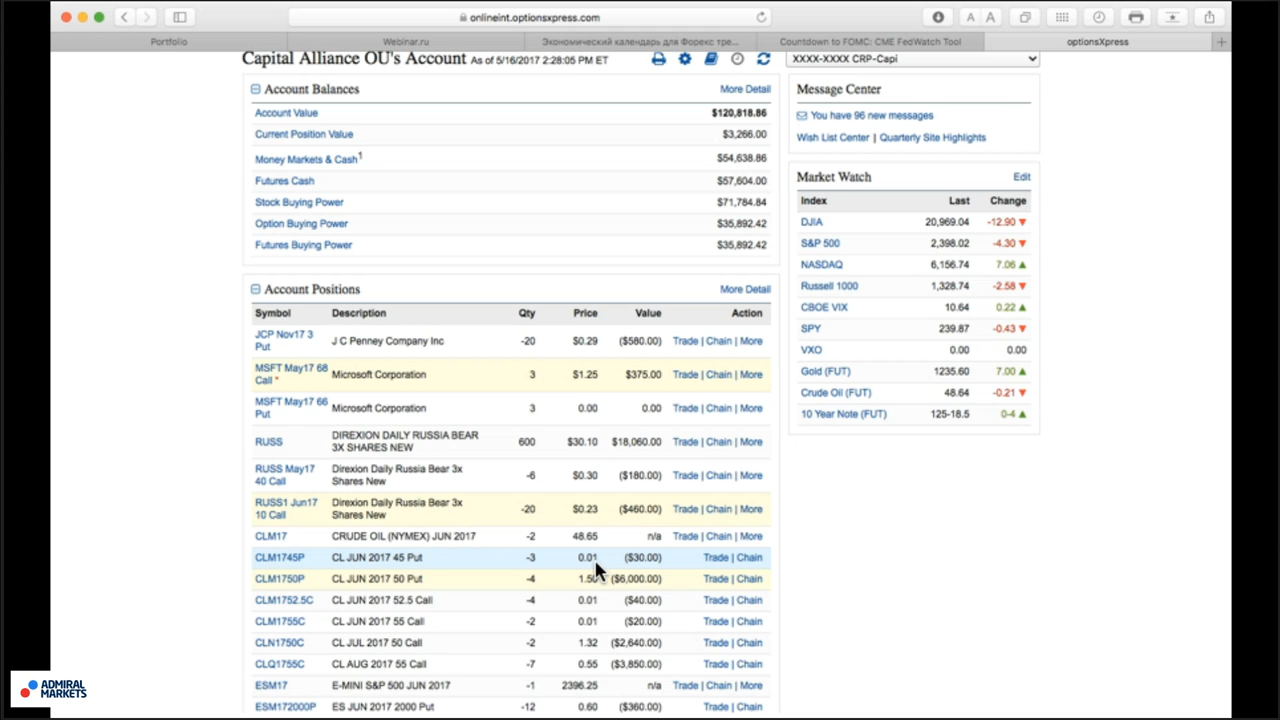 onlineint.optionsxpress.com
A A
Portfolio Webinar.ru Экономический календарь для Форекс тре... Countdown to FOMC: CME FedWatch Tool optionsXpress
Capital Alliance OU's Account As of 5/16/2017 2:28:05 PM ET
Account Balances More Detail
Account Value $120,818.86
Current Position Value $3,266.00
Money Markets & Cash1 $54,638.86
Futures Cash $57,604.00
Stock Buying Power $71,784.84
Option Buying Power $35,892.42
Futures Buying Power $35,892.42
Account Positions More Detail
Symbol Description Qty Price Value Action
JCP Nov17 3 Put J C Penney Company Inc -20 $0.29 ($580.00) Trade | Chain | More
MSFT May17 68 Call * Microsoft Corporation 3 $1.25 $375.00 Trade | Chain | More
MSFT May17 66 Put Microsoft Corporation 3 0.00 0.00 Trade | Chain | More
RUSS DIREXION DAILY RUSSIA BEAR 3X SHARES NEW 600 $30.10 $18,060.00 Trade | Chain | More
RUSS May17 40 Call Direxion Daily Russia Bear 3x Shares New -6 $0.30 ($180.00) Trade | Chain | More
RUSS1 Jun17 10 Call Direxion Daily Russia Bear 3x Shares New -20 $0.23 ($460.00) Trade | Chain | More
CLM17 CRUDE OIL (NYMEX) JUN 2017 -2 48.65 n/a Trade | Chain | More
CLM1745P CL JUN 2017 45 Put -3 0.01 ($30.00) Trade | Chain
CLM1750P CL JUN 2017 50 Put -4 ($6,000.00) Trade | Chain
CLM1752.5C CL JUN 2017 52.5 Call -4 0.01 ($40.00) Trade | Chain
CLM1755C CL JUN 2017 55 Call -2 0.01 ($20.00) Trade | Chain
CLN1750C CL JUL 2017 50 Call -2 1.32 ($2,640.00) Trade | Chain
CLQ1755C CL AUG 2017 55 Call -7 0.55 ($3,850.00) Trade | Chain
ESM17 E-MINI S&P 500 JUN 2017 -1 2396.25 n/a Trade | Chain | More
ESM172000P ES JUN 2017 2000 Put -12 0.60 ($360.00) Trade | Chain
XXXX-XXXX CRP-Capi
Message Center
You have 96 new messages
Wish List Center | Quarterly Site Highlights
Market Watch Edit
Index Last Change
DJIA 20,969.04 -12.90
S&P 500 2,398.02 -4.30
NASDAQ 6,156.74 7.06
Russell 1000 1,328.74 -2.58
CBOE VIX 10.64 0.22
SPY 239.87 -0.43
VXO 0.00 0.00
Gold (FUT) 1235.60 7.00
Crude Oil (FUT) 48.64 -0.21
10 Year Note (FUT) 125-18.5 0-4
ADMIRAL
MARKETS